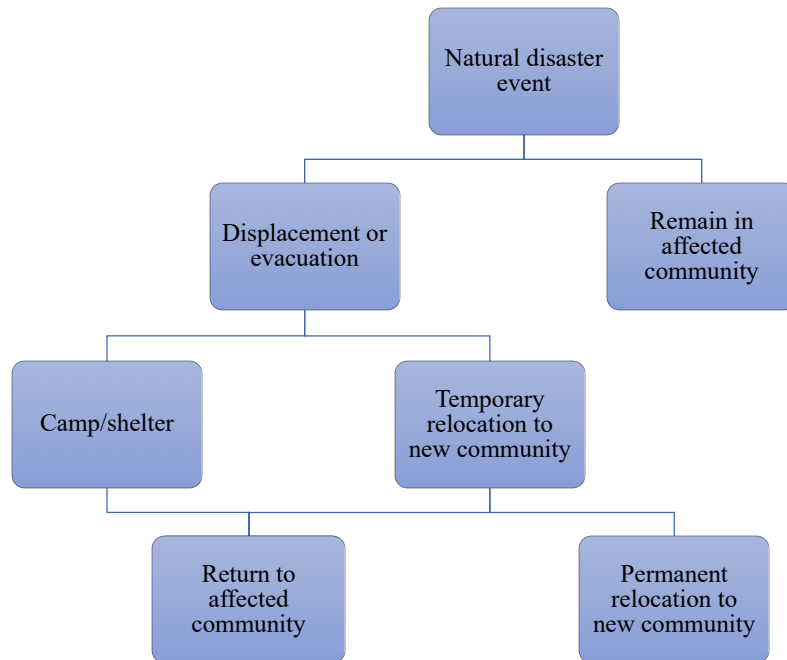 Natural disaster
event
Displacement or
evacuation
Remain in
affected
community
Camp/shelter
Temporary
relocation to
new community
Return to
affected
community
Permanent
relocation to
new community